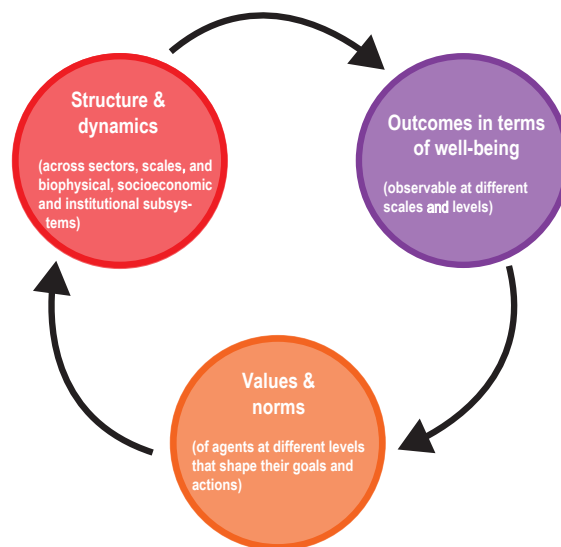 Structure &
dynamics
(across sectors, scales, and
biophysical, socioeconomic
and institutional subsys-
tems)
Outcomes in terms
of well-being
(observable at different
scales and levels)
Values &
norms
(of agents at different levels
that shape their goals and
actions)